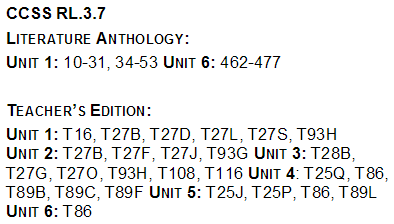 CCSS RL.3.7
LITERATURE ANTHOLOGY:
UNIT 1: 10-31, 34-53 UNIT 6: 462-477
TEACHER'S EDITION:
UNIT 1: T16, T27B, T27D, T27L, T27S, T93H
UNIT 2: T27B, T27F, T27J, T93G UNIT 3: T28B,
T27G, T27O, T93H, T108, T116 UNIT 4: T25Q, T86,
T89B, T89C, T89F UNIT 5: T25J, T25P, T86, T89L
UNIT 6: T86